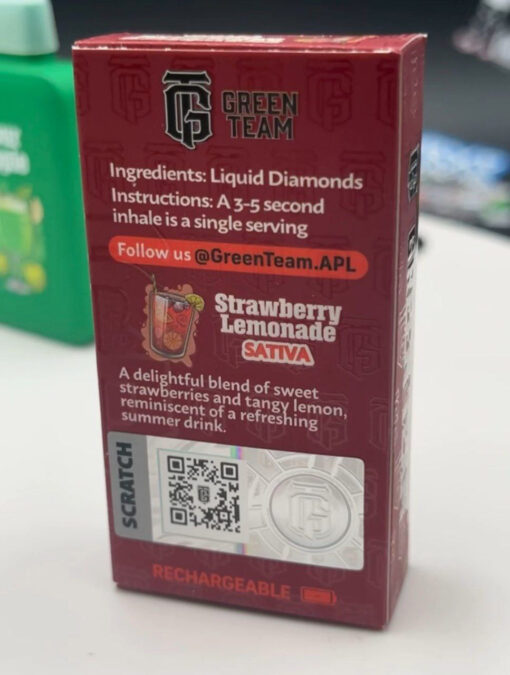 GREEN
TEAM
Ingredients: Liquid Diamonds
Instructions: A 3-5 second
inhale is a single serving
Follow us @GreenTeam.APL
Strawberry
Lemonade
SATIVA
A delightful blend of sweet
strawberries and tangy lemon,
reminiscent of a refreshing
summer drink.
SCRATCH
RECHARGEABLE